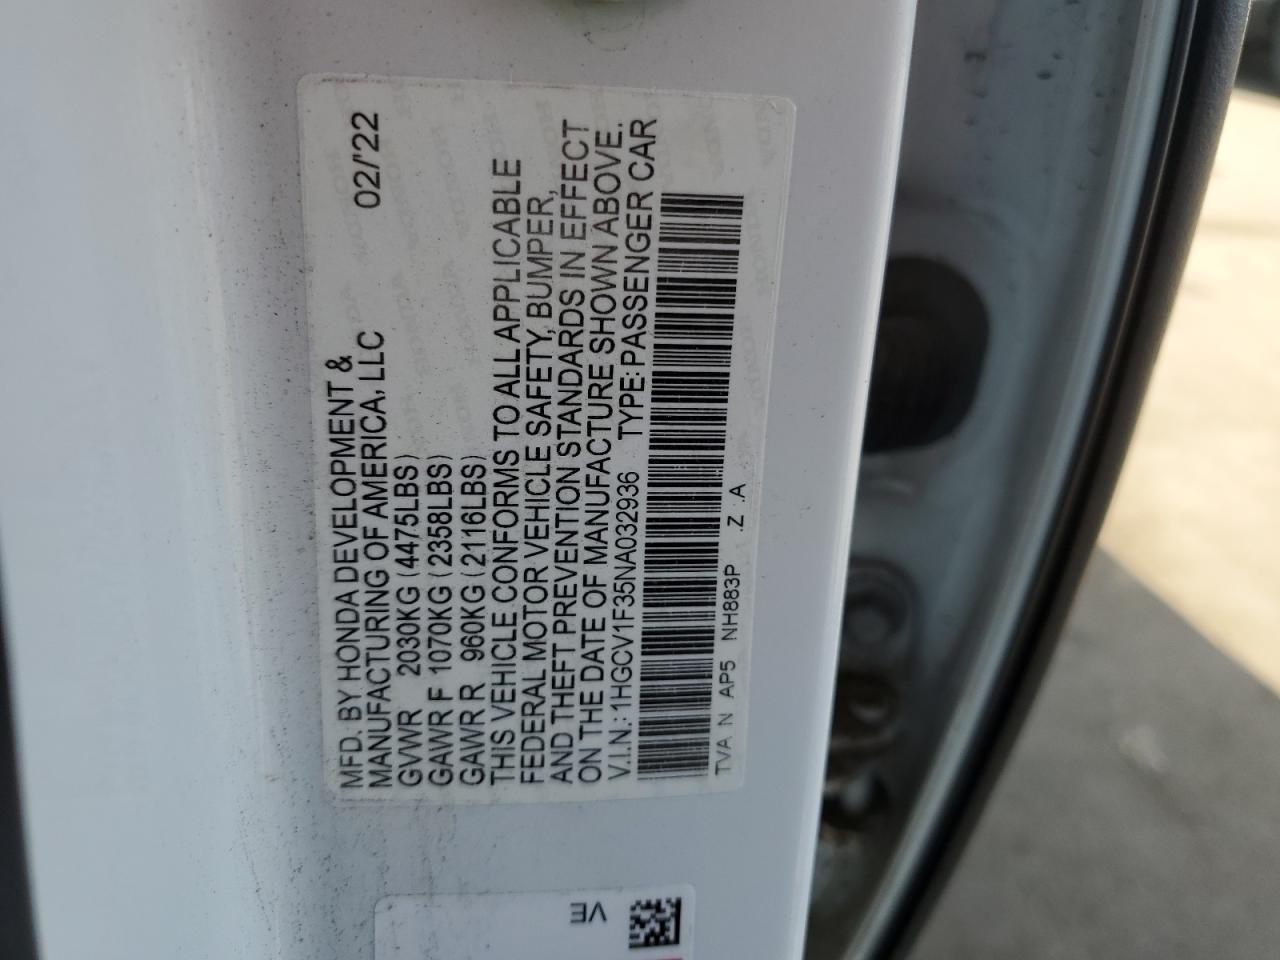 MFD. BY HONDA DEVELOPMENT &
MANUFACTURING OF AMERICA, LLC 02/'22
GVWR 2030KG (4475LBS)
GAWR F 1070KG (2358LBS)
GAWR R 960KG (2116LBS)
THIS VEHICLE CONFORMS TO ALL APPLICABLE
FEDERAL MOTOR VEHICLE SAFETY, BUMPER,
AND THEFT PREVENTION STANDARDS IN EFFECT
ON THE DATE OF MANUFACTURE SHOWN ABOVE.
V.I.N.: 1HGCV1F35NA032936 TYPE: PASSENGER CAR
TVA N AP5 NH883P .Z .A
VE